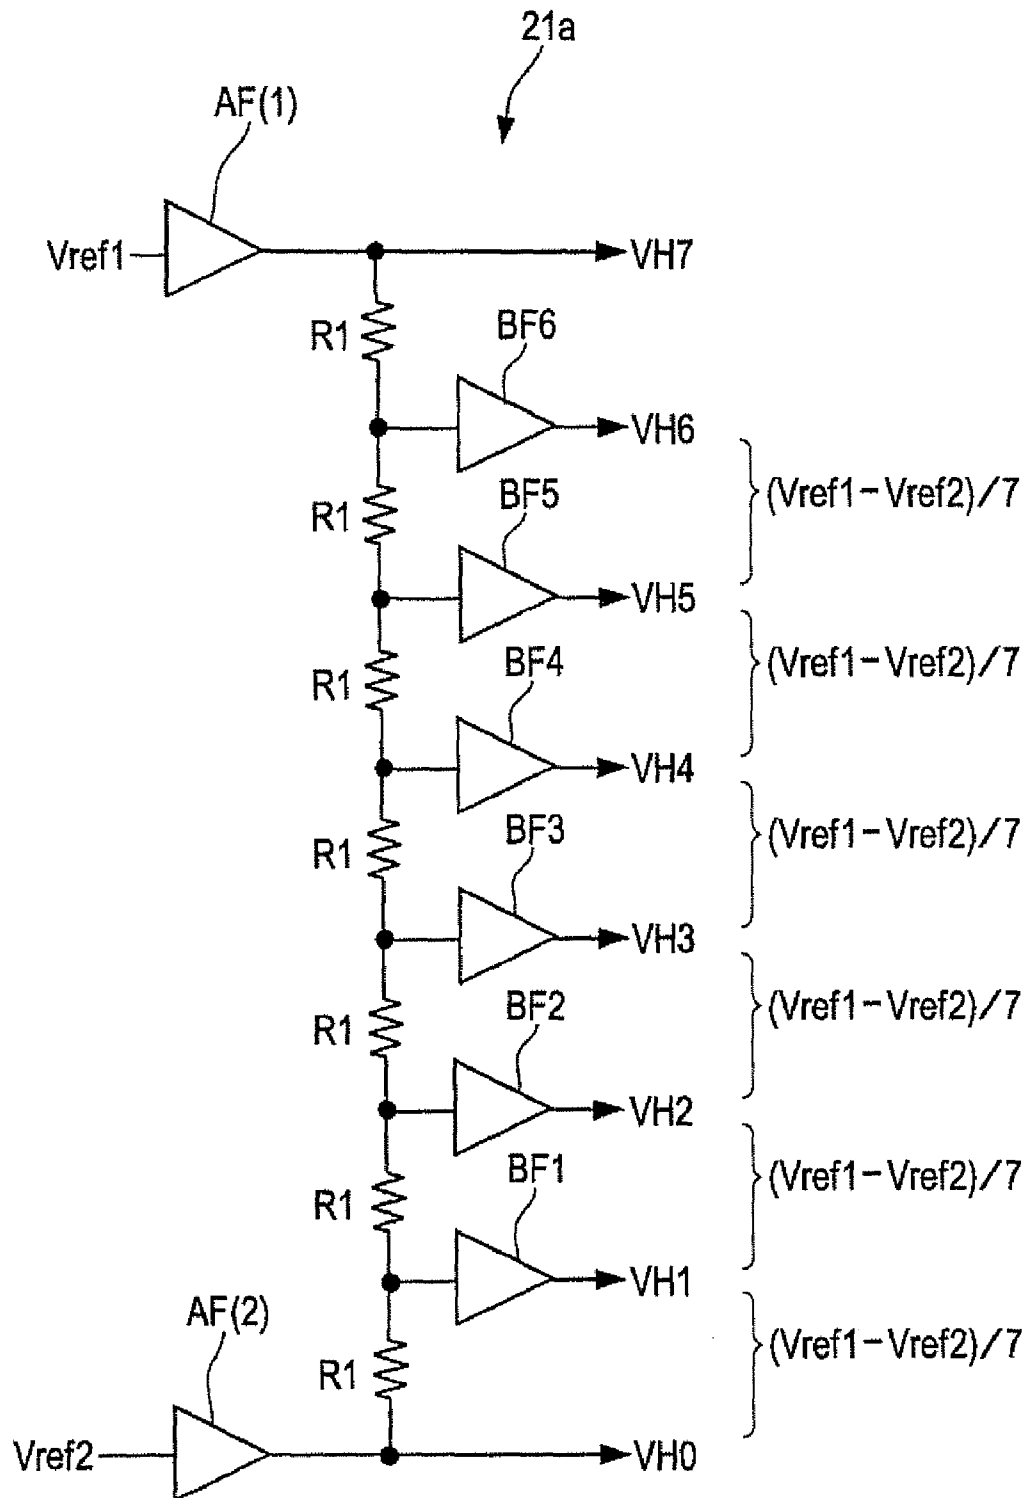 21a
AF(1)
Vref1
VH7
R1
BF6
VH6
(Vref1-Vref2)/7
R1
BF5
VH5
(Vref1-Vref2)/7
R1
BF4
VH4
(Vref1-Vref2)/7
R1
BF3
VH3
(Vref1-Vref2)/7
R1
BF2
VH2
(Vref1-Vref2)/7
R1
BF1
VH1
(Vref1-Vref2)/7
R1
AF(2)
Vref2
VH0